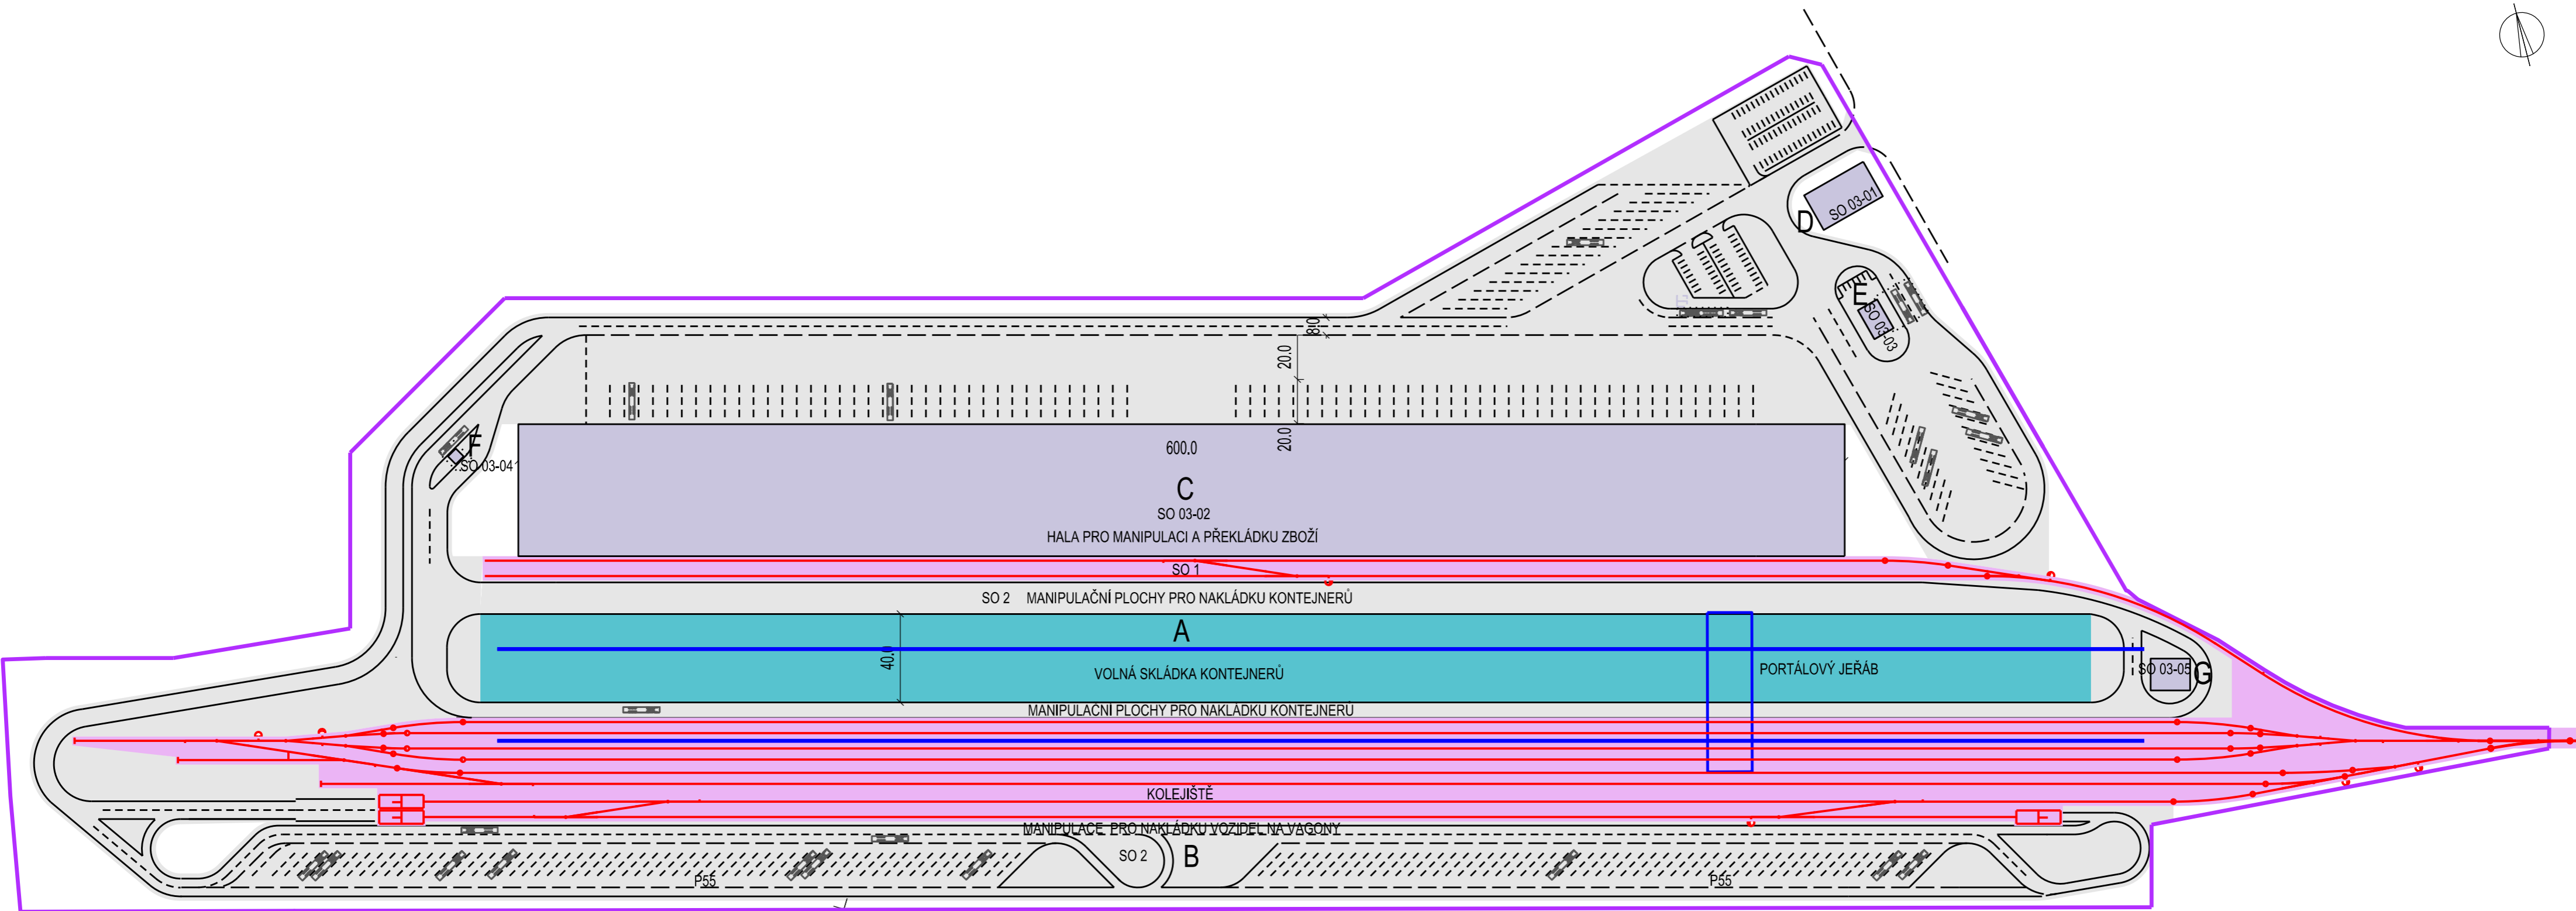 D
SO 03-01
E
SO 03-03
8.0
20.0
20.0
F
SO 03-04
600.0
C
SO 03-02
HALA PRO MANIPULACI A PŘEKLÁDKU ZBOŽÍ
SO 1
SO 2 MANIPULAČNÍ PLOCHY PRO NAKLÁDKU KONTEJNERŮ
A
40.0
VOLNÁ SKLÁDKA KONTEJNERŮ
PORTÁLOVÝ JEŘÁB
SO 03-05
G
MANIPULAČNÍ PLOCHY PRO NAKLÁDKU KONTEJNERŮ
KOLEJIŠTĚ
MANIPULACE PRO NAKLÁDKU VOZIDEL NA VAGONY
SO 2
B
P55
P55